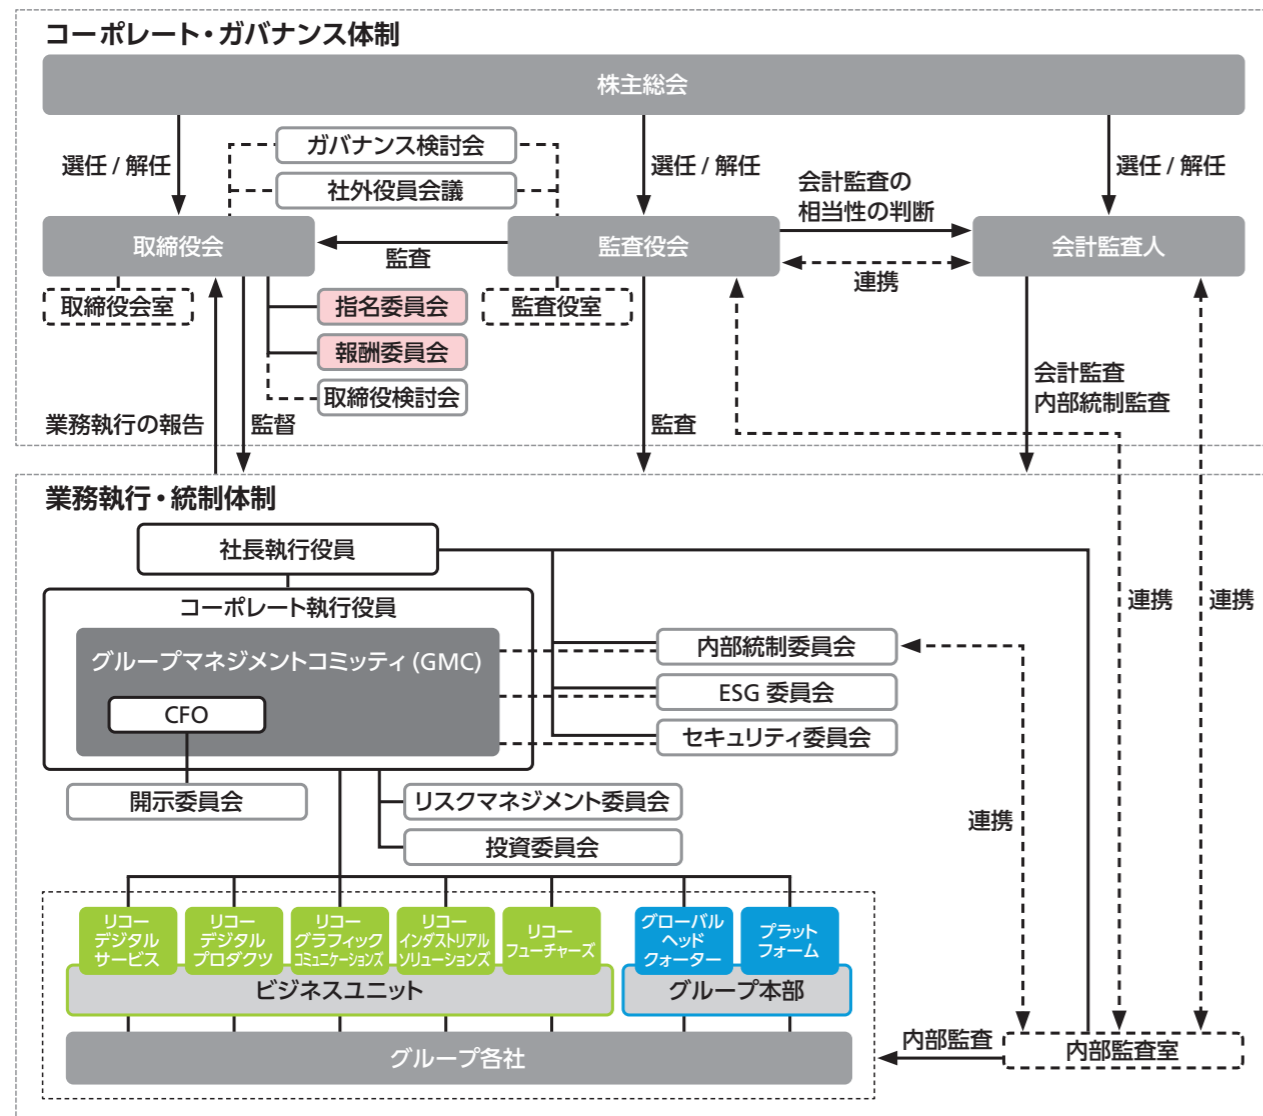 コーポレート・ガバナンス体制
株主総会
選任 / 解任
ガバナンス検討会
社外役員会議
選任 / 解任
会計監査の
相当性の判断
選任 / 解任
取締役会
監査
監査役会
連携
会計監査人
取締役会室
指名委員会
監査役室
報酬委員会
取締役検討会
会計監査
内部統制監査
業務執行の報告
監督
監査
業務執行・統制体制
社長執行役員
コーポレート執行役員
連携
連携
グループマネジメントコミッティ (GMC)
内部統制委員会
ESG 委員会
CFO
セキュリティ委員会
開示委員会
リスクマネジメント委員会
連携
投資委員会
リコー
デジタル
サービス
リコー
デジタル
プロダクツ
リコー
グラフィック
コミュニケーションズ
リコー
インダストリアル
ソリューションズ
リコー
フューチャーズ
グローバル
ヘッド
クォーター
プラット
フォーム
ビジネスユニット
グループ本部
グループ各社
内部監査
内部監査室